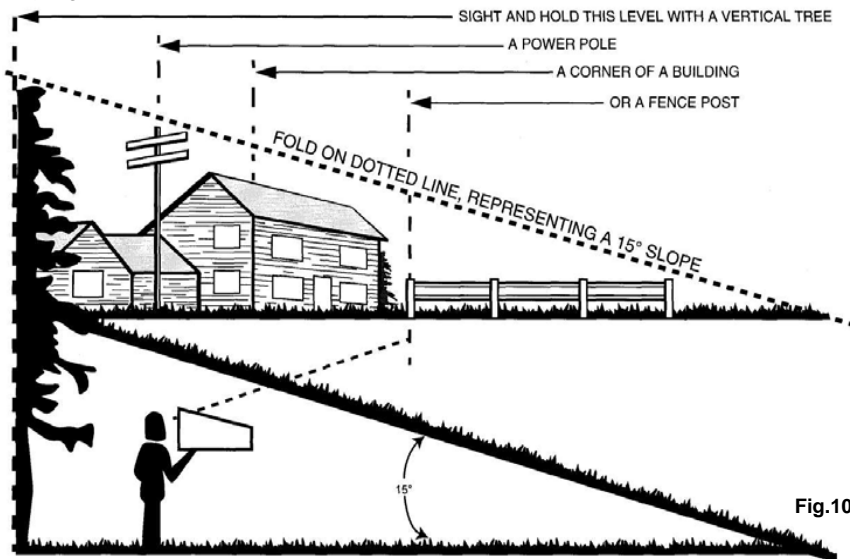 SIGHT AND HOLD THIS LEVEL WITH A VERTICAL TREE
A POWER POLE
A CORNER OF A BUILDING
OR A FENCE POST
FOLD ON DOTTED LINE, REPRESENTING A 15° SLOPE
15°
Fig.10